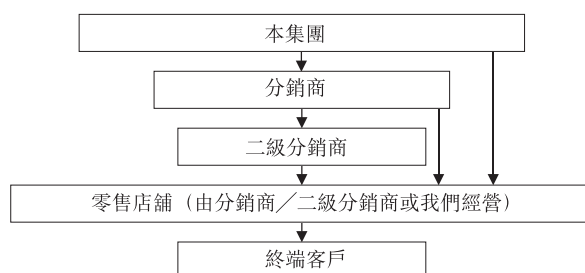 本集團
分銷商
二級分銷商
零售店舖（由分銷商／二級分銷商或我們經營）
終端客戶